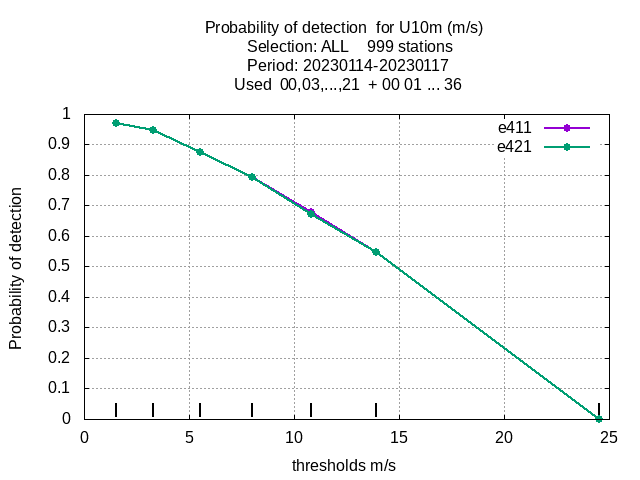 Probability of detection  for U10m (m/s)
Selection: ALL    999 stations
Period: 20230114-20230117
Used  00,03,...,21  + 00 01 ... 36
e411
e421
1
0.9
0.8
0.7
0.6
0.5
0.4
0.3
0.2
0.1
0
Probability of detection
0 5 10 15 20 25
thresholds m/s